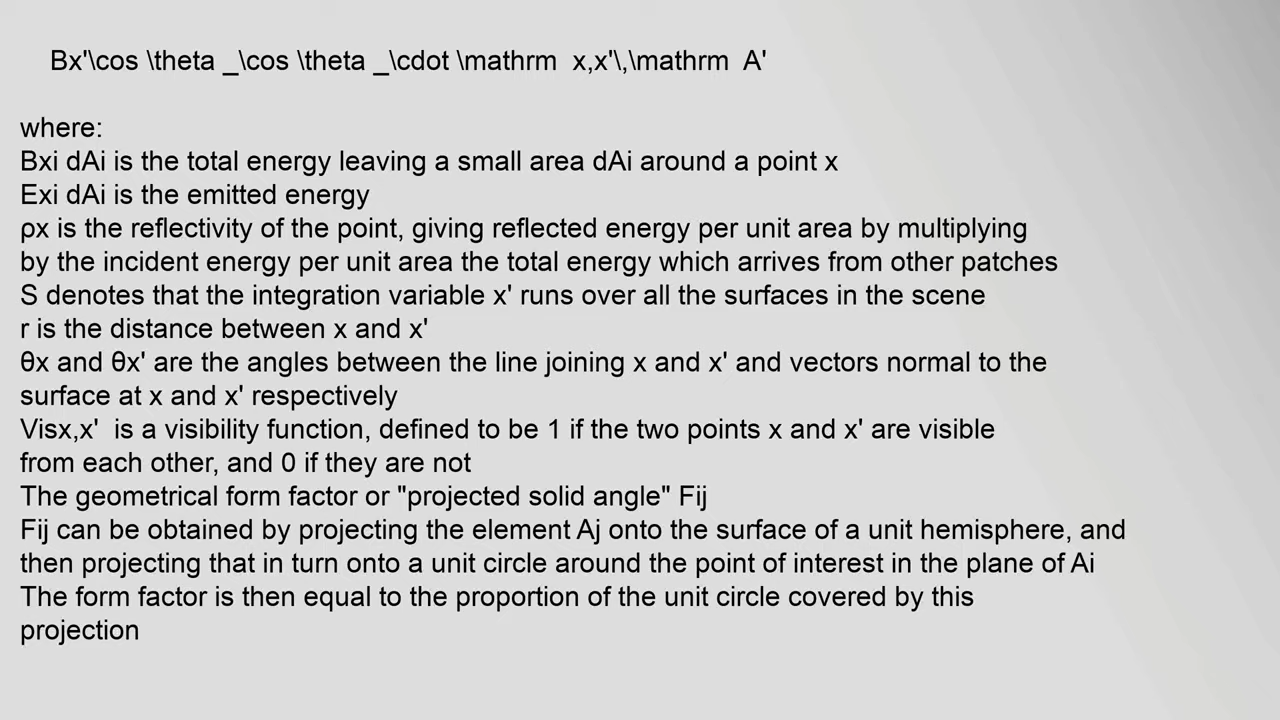 Bx'\cos \theta _\cos \theta _\cdot \mathrm  x,x'\,\mathrm  A'
where:
Bxi dAi is the total energy leaving a small area dAi around a point x
Exi dAi is the emitted energy
ρx is the reflectivity of the point, giving reflected energy per unit area by multiplying
by the incident energy per unit area the total energy which arrives from other patches
S denotes that the integration variable x' runs over all the surfaces in the scene
r is the distance between x and x'
θx and θx' are the angles between the line joining x and x' and vectors normal to the
surface at x and x' respectively
Visx,x'  is a visibility function, defined to be 1 if the two points x and x' are visible
from each other, and 0 if they are not
The geometrical form factor or "projected solid angle" Fij
Fij can be obtained by projecting the element Aj onto the surface of a unit hemisphere, and
then projecting that in turn onto a unit circle around the point of interest in the plane of Ai
The form factor is then equal to the proportion of the unit circle covered by this
projection